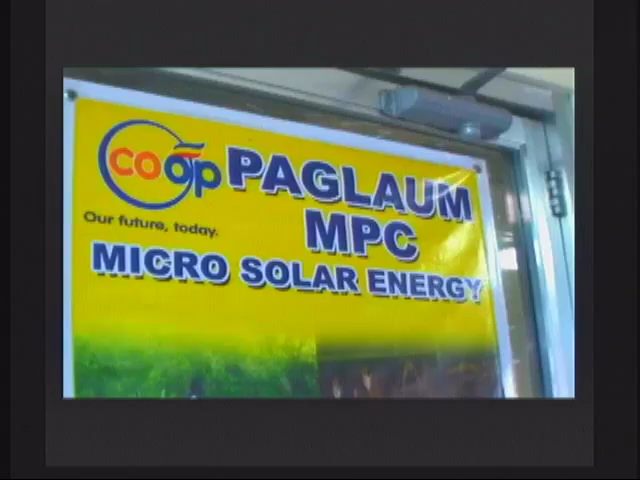 coop PAGLAUM
MPC
Our future, today.
MICRO SOLAR ENERGY